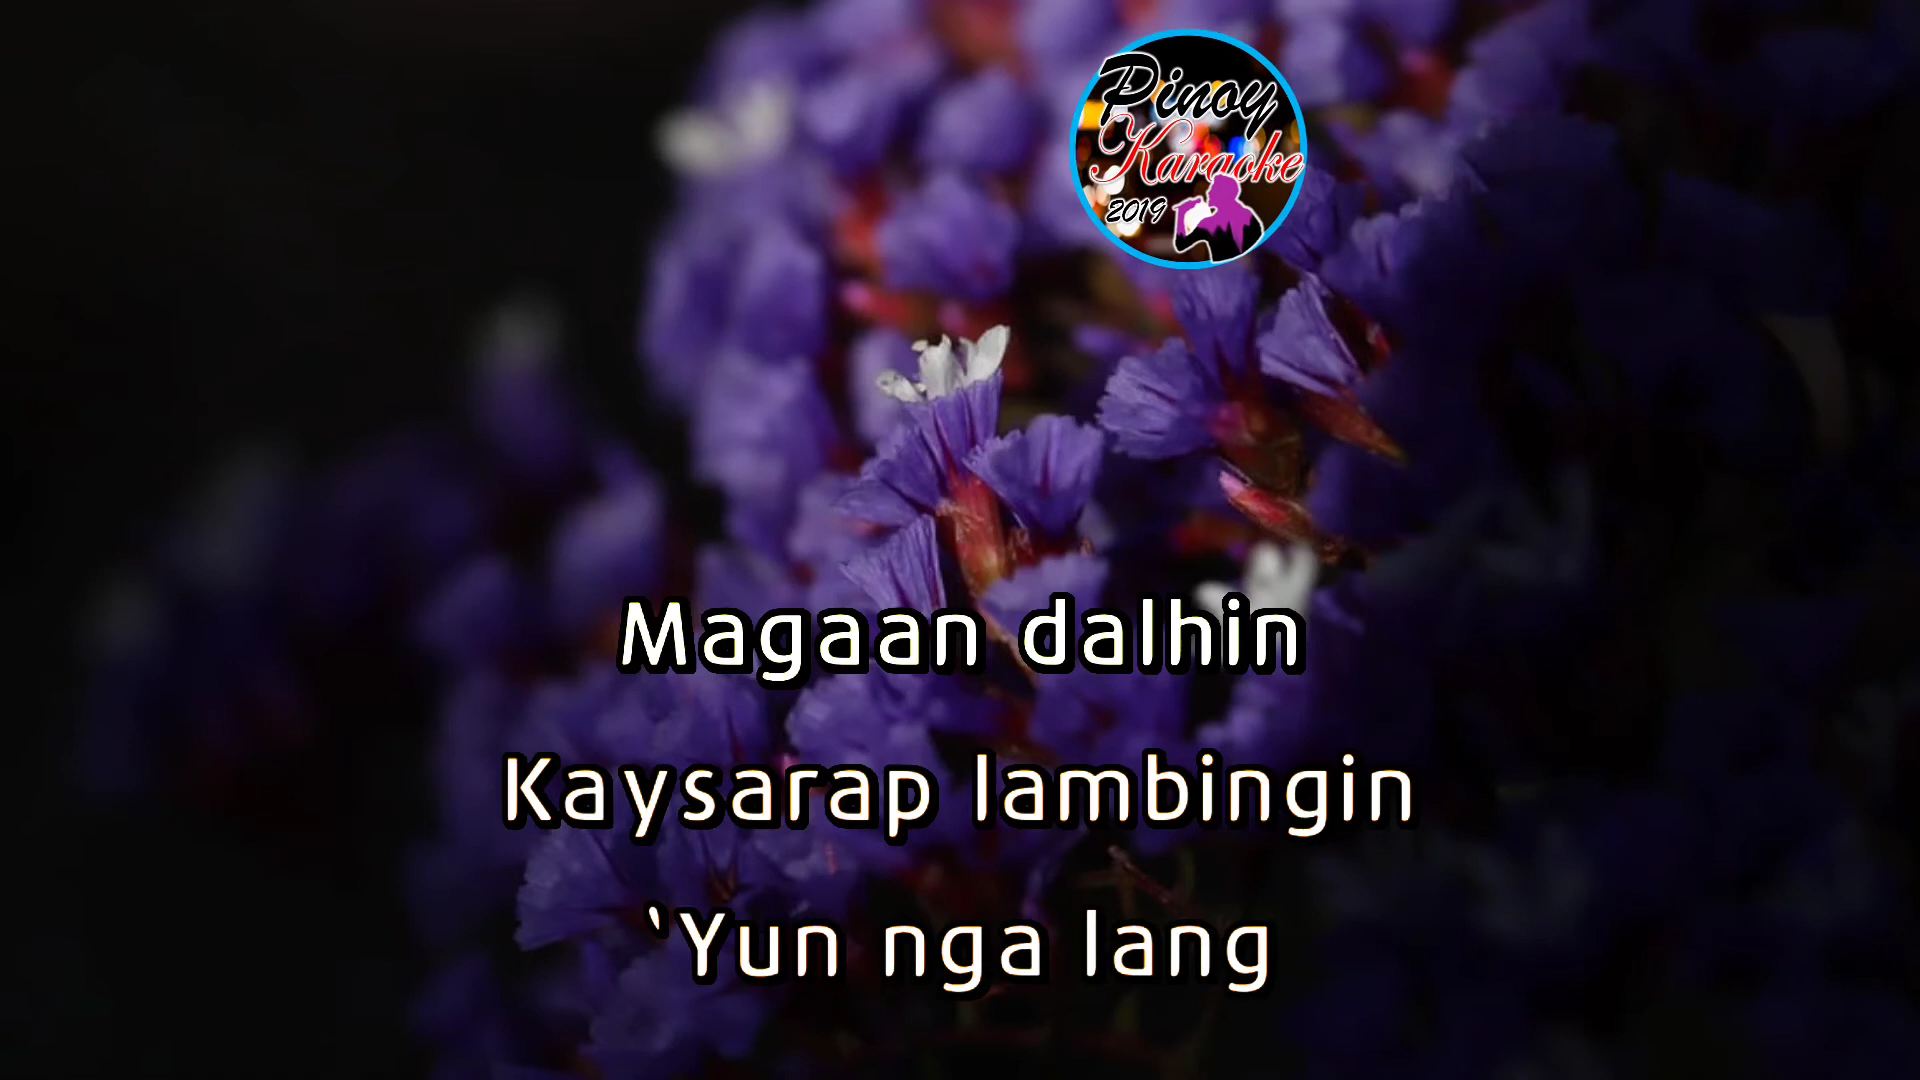 Pinoy
Karaoke
2019
Magaan dalhin
Kaysarap lambingin
`Yun nga lang